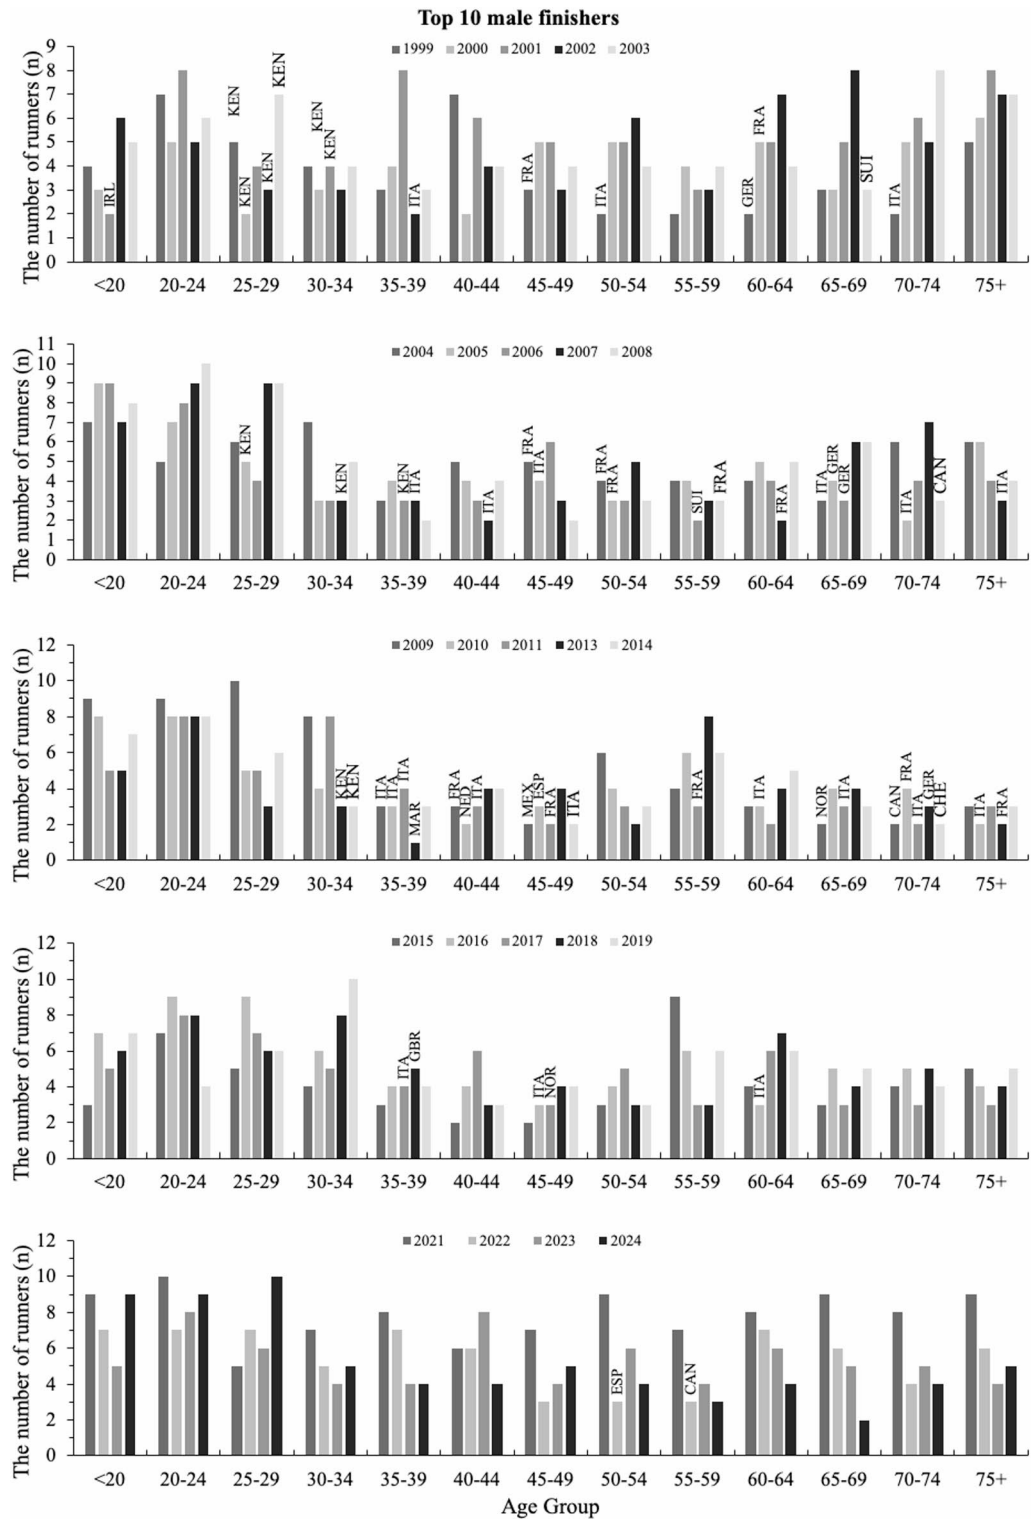 Top 10 male finishers
1999 2000 2001 2002 2003
The number of runners (n)
9
8
7
6
5
4
3
2
1
0
IRL
KEN
KEN
KEN
KEN
KEN
KEN
ITA
FRA
ITA
GER
FRA
SUI
ITA
<20 20-24 25-29 30-34 35-39 40-44 45-49 50-54 55-59 60-64 65-69 70-74 75+
2004 2005 2006 2007 2008
The number of runners (n)
11
10
9
8
7
6
5
4
3
2
1
0
KEN
KEN
KEN
ITA
ITA
FRA
ITA
FRA
FRA
SUI
FRA
FRA
ITA
GER
GER
ITA
CAN
ITA
<20 20-24 25-29 30-34 35-39 40-44 45-49 50-54 55-59 60-64 65-69 70-74 75+
2009 2010 2011 2013 2014
The number of runners (n)
12
10
8
6
4
2
0
KEN
KEN
ITA
ITA
ITA
MAR
FRA
NED
ITA
MEX
ESP
FRA
ITA
FRA
ITA
NOR
ITA
CAN
FRA
ITA
GER
CHE
ITA
FRA
<20 20-24 25-29 30-34 35-39 40-44 45-49 50-54 55-59 60-64 65-69 70-74 75+
2015 2016 2017 2018 2019
The number of runners (n)
12
10
8
6
4
2
0
ITA
GBR
ITA
NOR
ITA
<20 20-24 25-29 30-34 35-39 40-44 45-49 50-54 55-59 60-64 65-69 70-74 75+
2021 2022 2023 2024
The number of runners (n)
12
10
8
6
4
2
0
ESP
CAN
<20 20-24 25-29 30-34 35-39 40-44 45-49 50-54 55-59 60-64 65-69 70-74 75+
Age Group